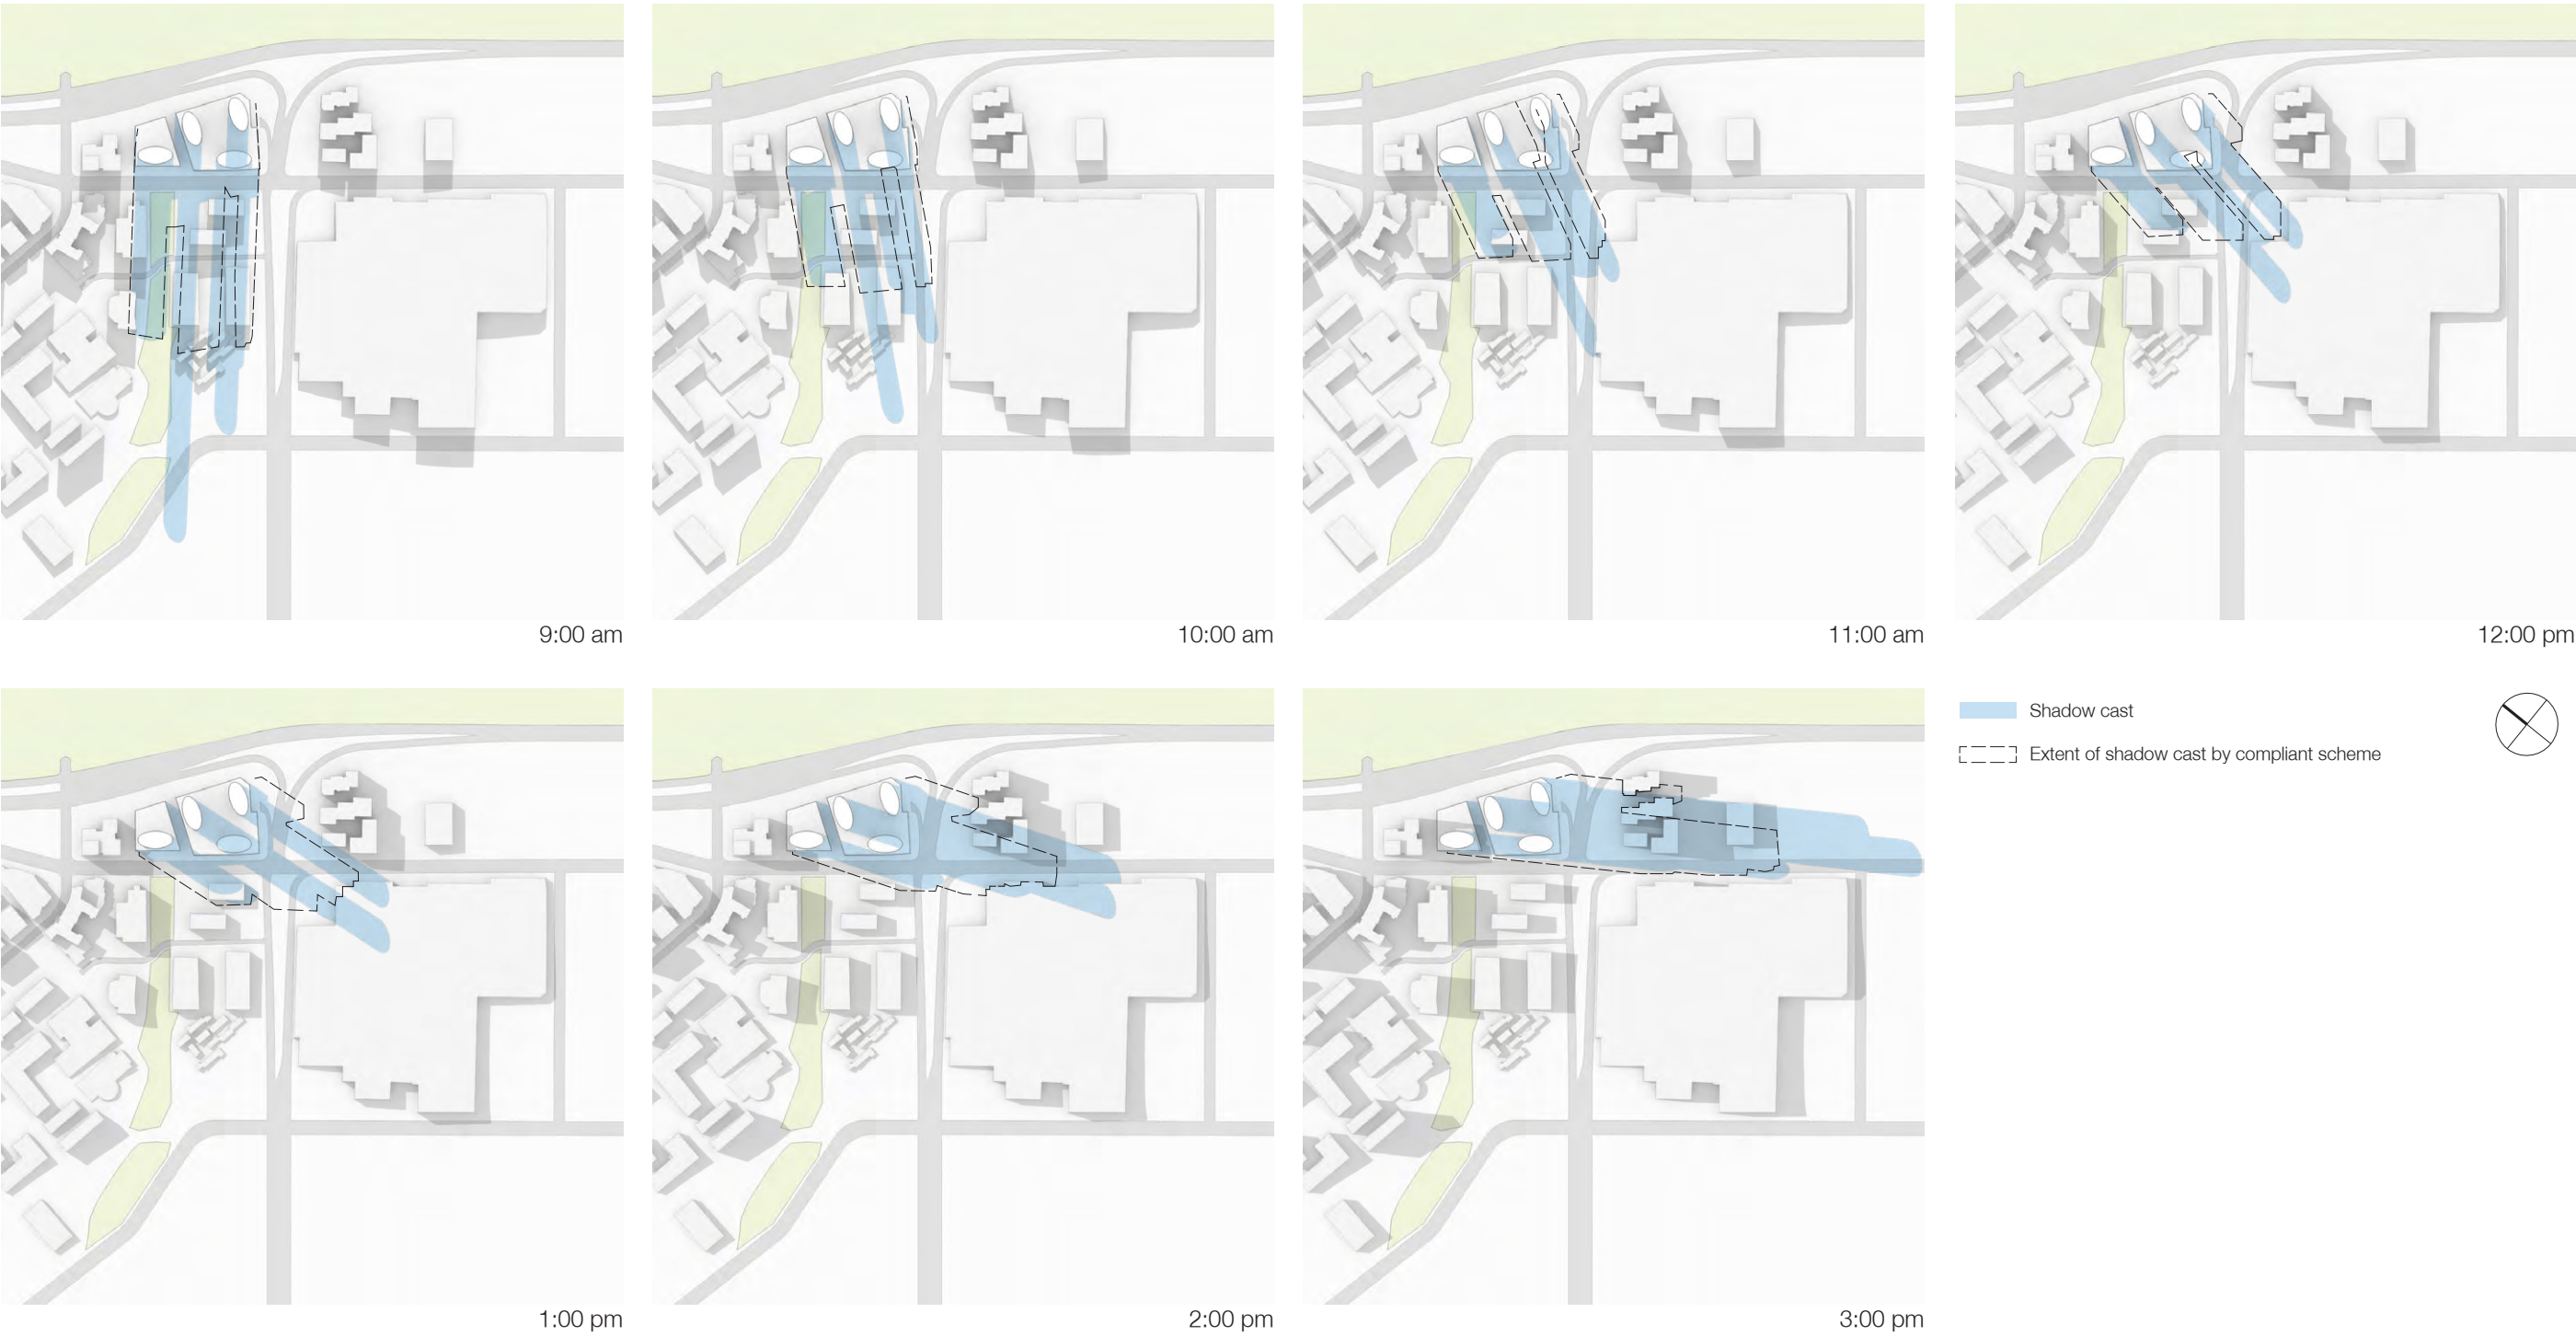 9:00 am
10:00 am
11:00 am
12:00 pm
Shadow cast
Extent of shadow cast by compliant scheme
1:00 pm
2:00 pm
3:00 pm